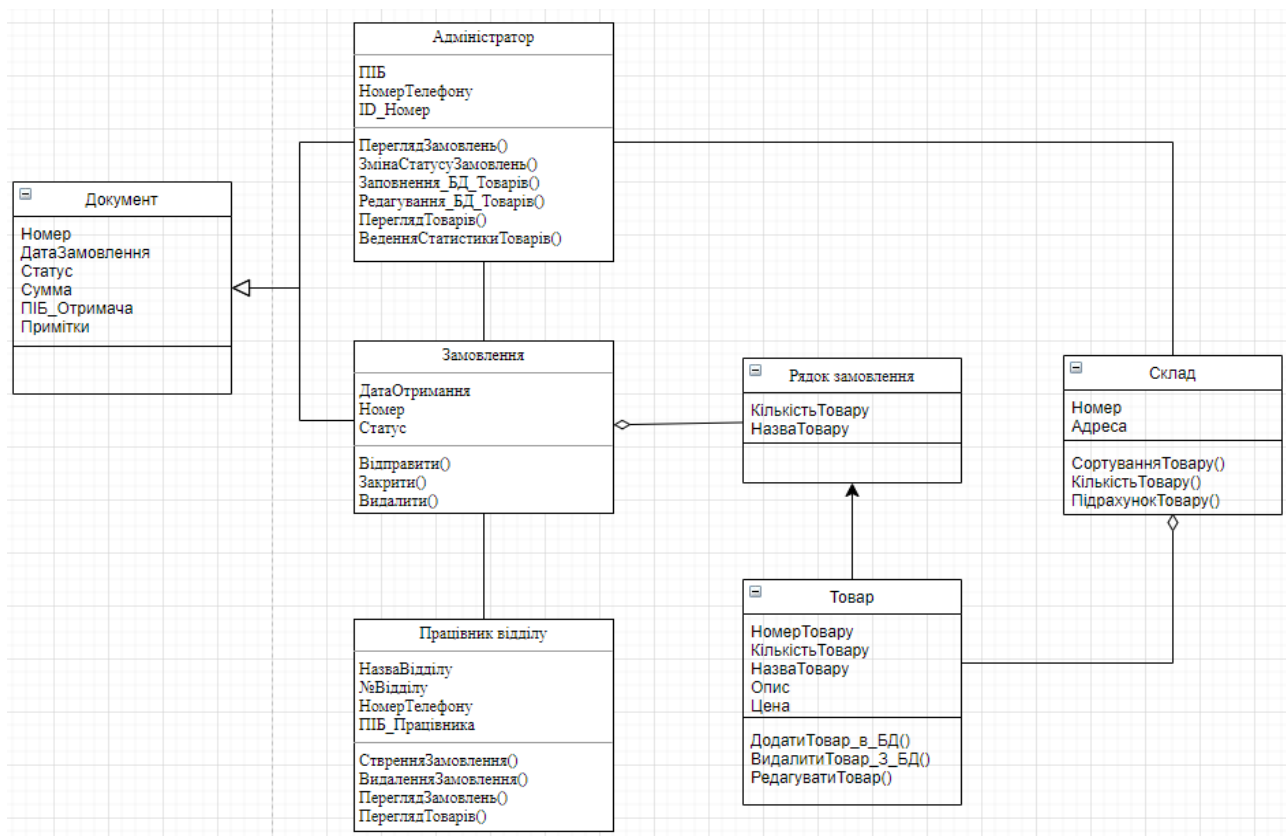 Адміністратор
ПІБ
НомерТелефону
ID_Номер
ПереглядЗамовлень()
ЗмінаСтатусуЗамовлень()
Заповнення_БД_Товарів()
Редагування_БД_Товарів()
ПереглядТоварів()
ВеденняСтатистикиТоварів()
Документ
Номер
ДатаЗамовлення
Статус
Сумма
ПІБ_Отримача
Примітки
Замовлення
ДатаОтримання
Номер
Статус
Відправити()
Закрити()
Видалити()
Рядок замовлення
КількістьТовару
НазваТовару
Склад
Номер
Адреса
СортуванняТовару()
КількістьТовару()
ПідрахунокТовару()
Працівник відділу
НазваВідділу
№Відділу
НомерТелефону
ПІБ_Працівника
СтвренняЗамовлення()
ВидаленняЗамовлення()
ПереглядЗамовлень()
ПереглядТоварів()
Товар
НомерТовару
КількістьТовару
НазваТовару
Опис
Цена
ДодатиТовар_в_БД()
ВидалитиТовар_З_БД()
РедагуватиТовар()